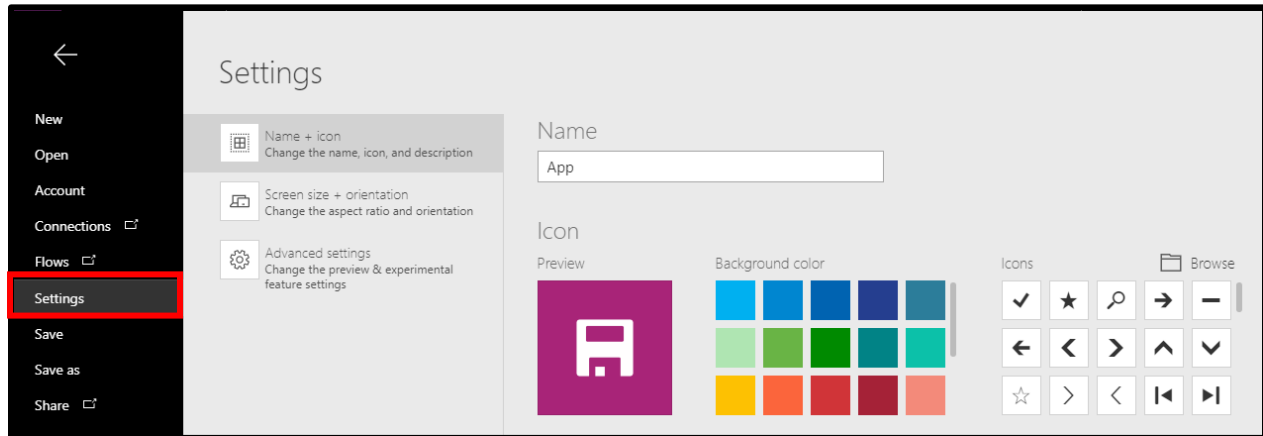 Settings
New
Open
Account
Connections
Flows
Settings
Save
Save as
Share
Name + icon
Change the name, icon, and description
Screen size + orientation
Change the aspect ratio and orientation
Advanced settings
Change the preview & experimental
feature settings
Name
App
Icon
Preview
Background color
Icons
Browse